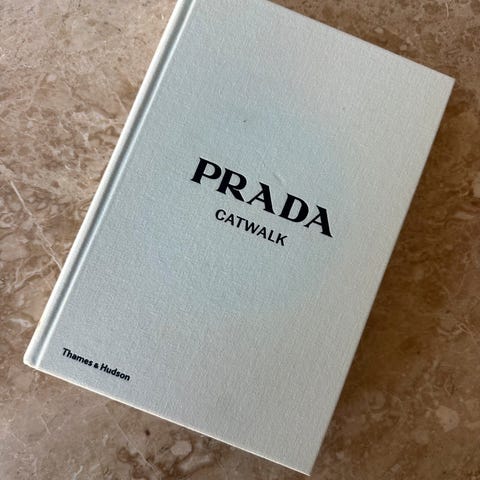 PRADA
CATWALK
Thames & Hudson